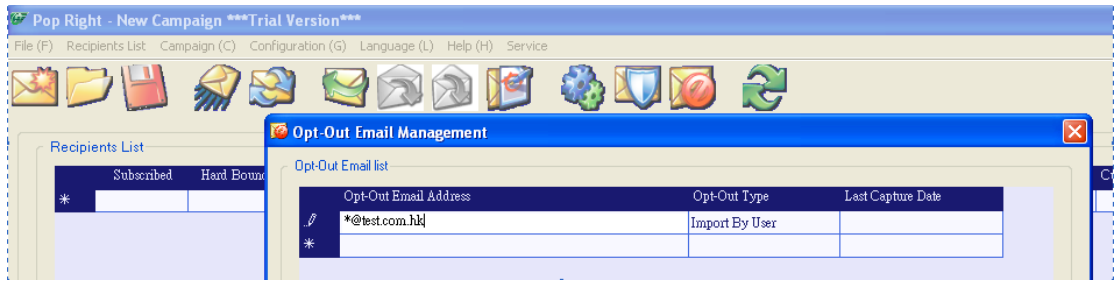 Pop Right - New Campaign ***Trial Version***
File (F) Recipients List Campaign (C) Configuration (G) Language (L) Help (H) Service
Opt-Out Email Management
Recipients List
Opt-Out Email list
Subscribed Hard Boun
Opt-Out Email Address Opt-Out Type Last Capture Date
*@test.com.hk Import By User